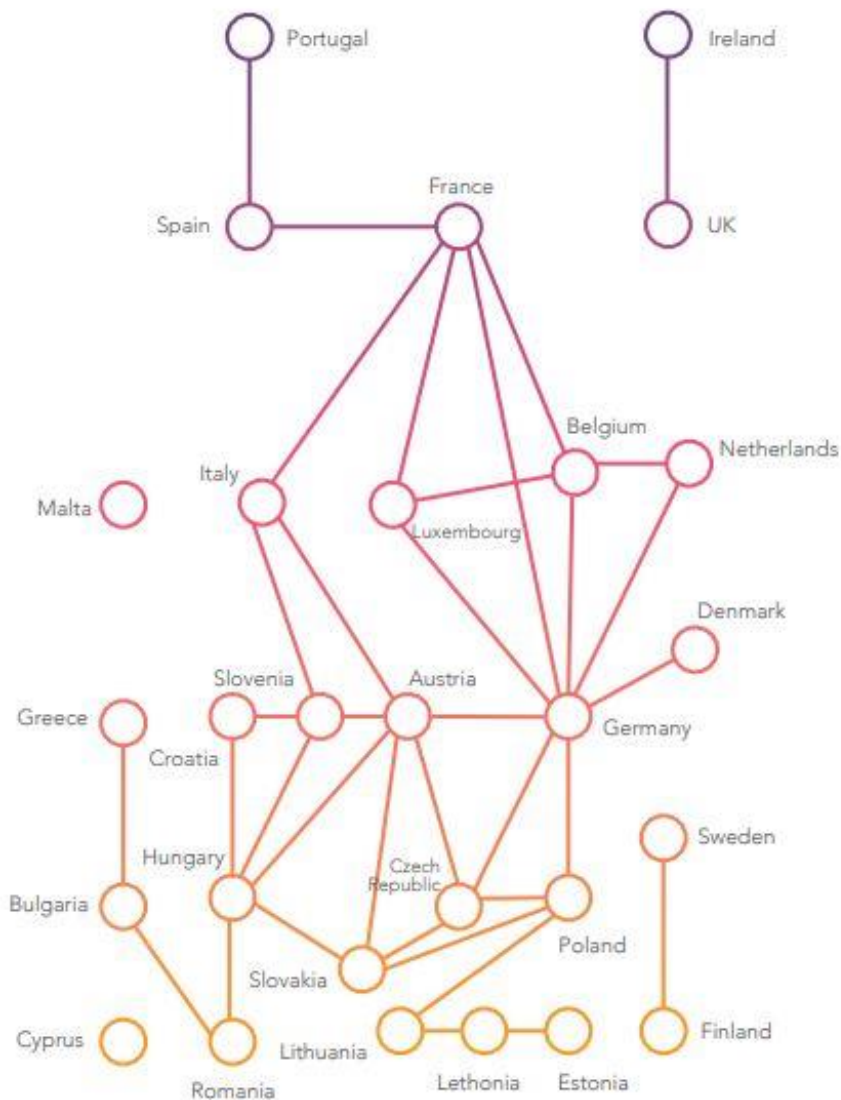 Portugal
Ireland
France
Spain
UK
Belgium
Netherlands
Italy
Malta
Luxembourg
Denmark
Slovenia
Austria
Greece
Germany
Croatia
Sweden
Hungary
Czech
Republic
Bulgaria
Poland
Slovakia
Cyprus
Lithuania
Finland
Romania
Lethonia
Estonia